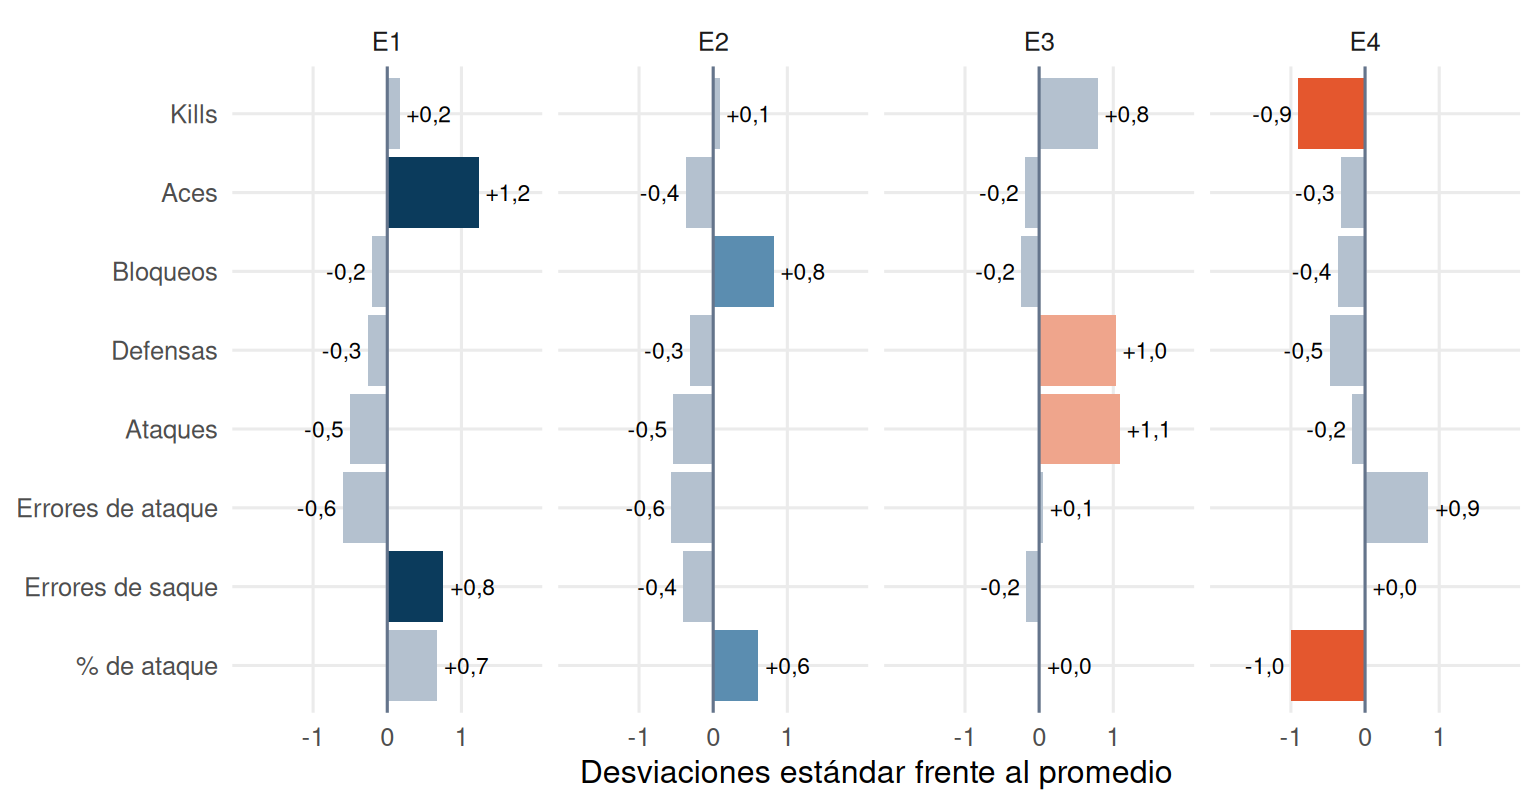 E1 E2 E3 E4
Kills +0,2 +0,1 +0,8 -0,9
Aces +1,2 -0,4 -0,2 -0,3
Bloqueos -0,2 +0,8 -0,2 -0,4
Defensas -0,3 -0,3 +1,0 -0,5
Ataques -0,5 -0,5 +1,1 -0,2
Errores de ataque -0,6 -0,6 +0,1 +0,9
Errores de saque +0,8 -0,4 -0,2 +0,0
% de ataque +0,7 +0,6 +0,0 -1,0
-1 0 1 -1 0 1 -1 0 1 -1 0 1
Desviaciones estándar frente al promedio